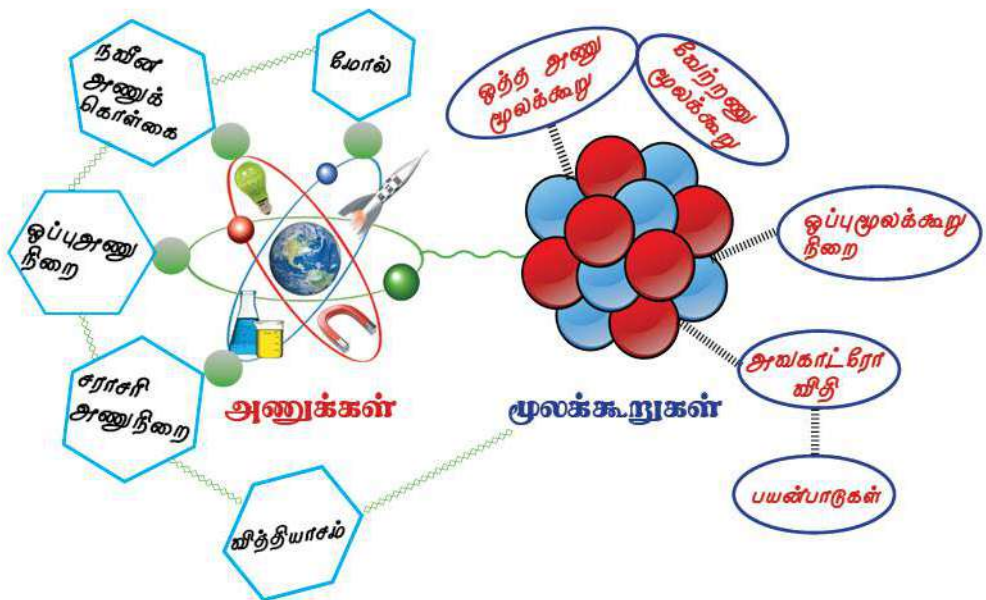 நவீன
அணுக்
கொள்கை
மோல்
ஒப்புஅணு
நிறை
சராசரி
அணுநிறை
வித்தியாசம்
அணுக்கள்
மூலக்கூறுகள்
ஒத்த அணு
மூலக்கூறு
வேற்றணு
மூலக்கூறு
ஒப்புமூலக்கூறு
நிறை
அவகாட்ரோ
விதி
பயன்பாடுகள்